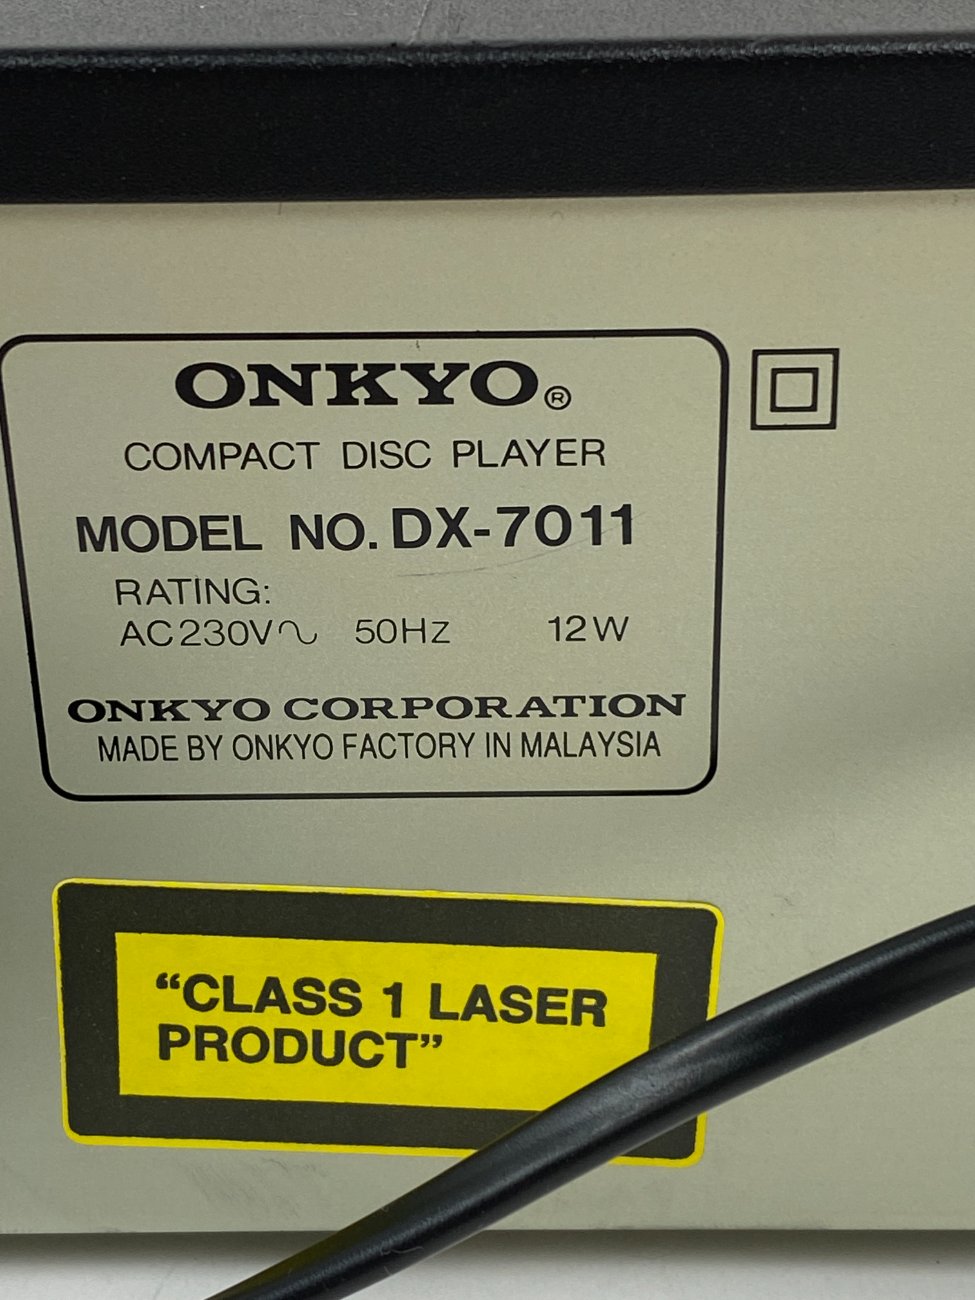 ONKYO®
COMPACT DISC PLAYER
MODEL NO. DX-7011
RATING:
AC230V∿ 50Hz 12W
ONKYO CORPORATION
MADE BY ONKYO FACTORY IN MALAYSIA
“CLASS 1 LASER
PRODUCT”